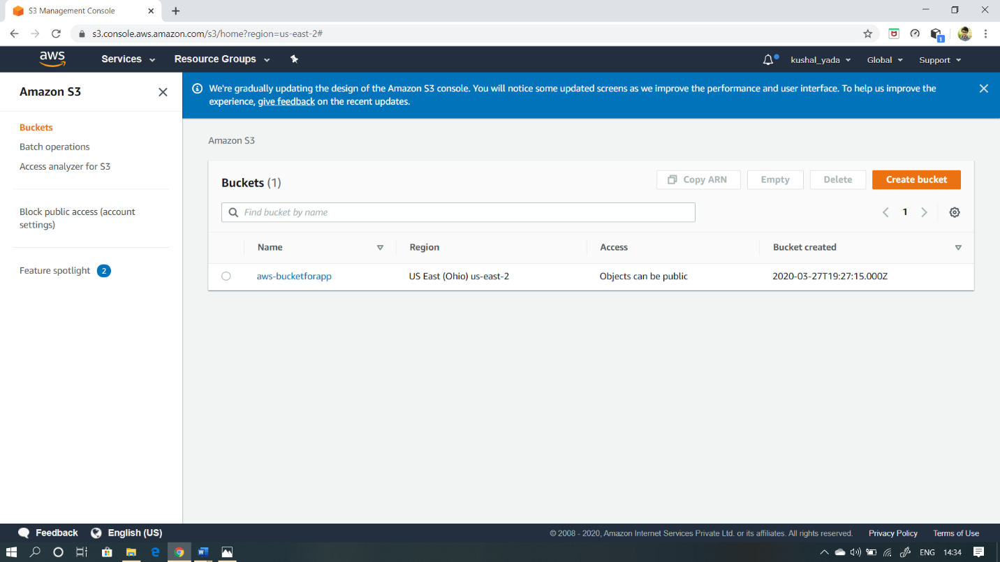 S3 Management Console
s3.console.aws.amazon.com/s3/home?region=us-east-2#
1
aws
Services
Resource Groups
kushal_yada
Global
Support
Amazon S3
Buckets
Batch operations
Access analyzer for S3
Block public access (account
settings)
Feature spotlight 2
We're gradually updating the design of the Amazon S3 console. You will notice some updated screens as we improve the performance and user interface. To help us improve the
experience, give feedback on the recent updates.
Amazon S3
Buckets (1)
Copy ARN
Empty
Delete
Create bucket
Find bucket by name
1
Name
Region
Access
Bucket created
aws-bucketforapp
US East (Ohio) us-east-2
Objects can be public
2020-03-27T19:27:15.000Z
Feedback
English (US)
© 2008 - 2020, Amazon Internet Services Private Ltd. or its affiliates. All rights reserved.
Privacy Policy
Terms of Use
ENG
14:34